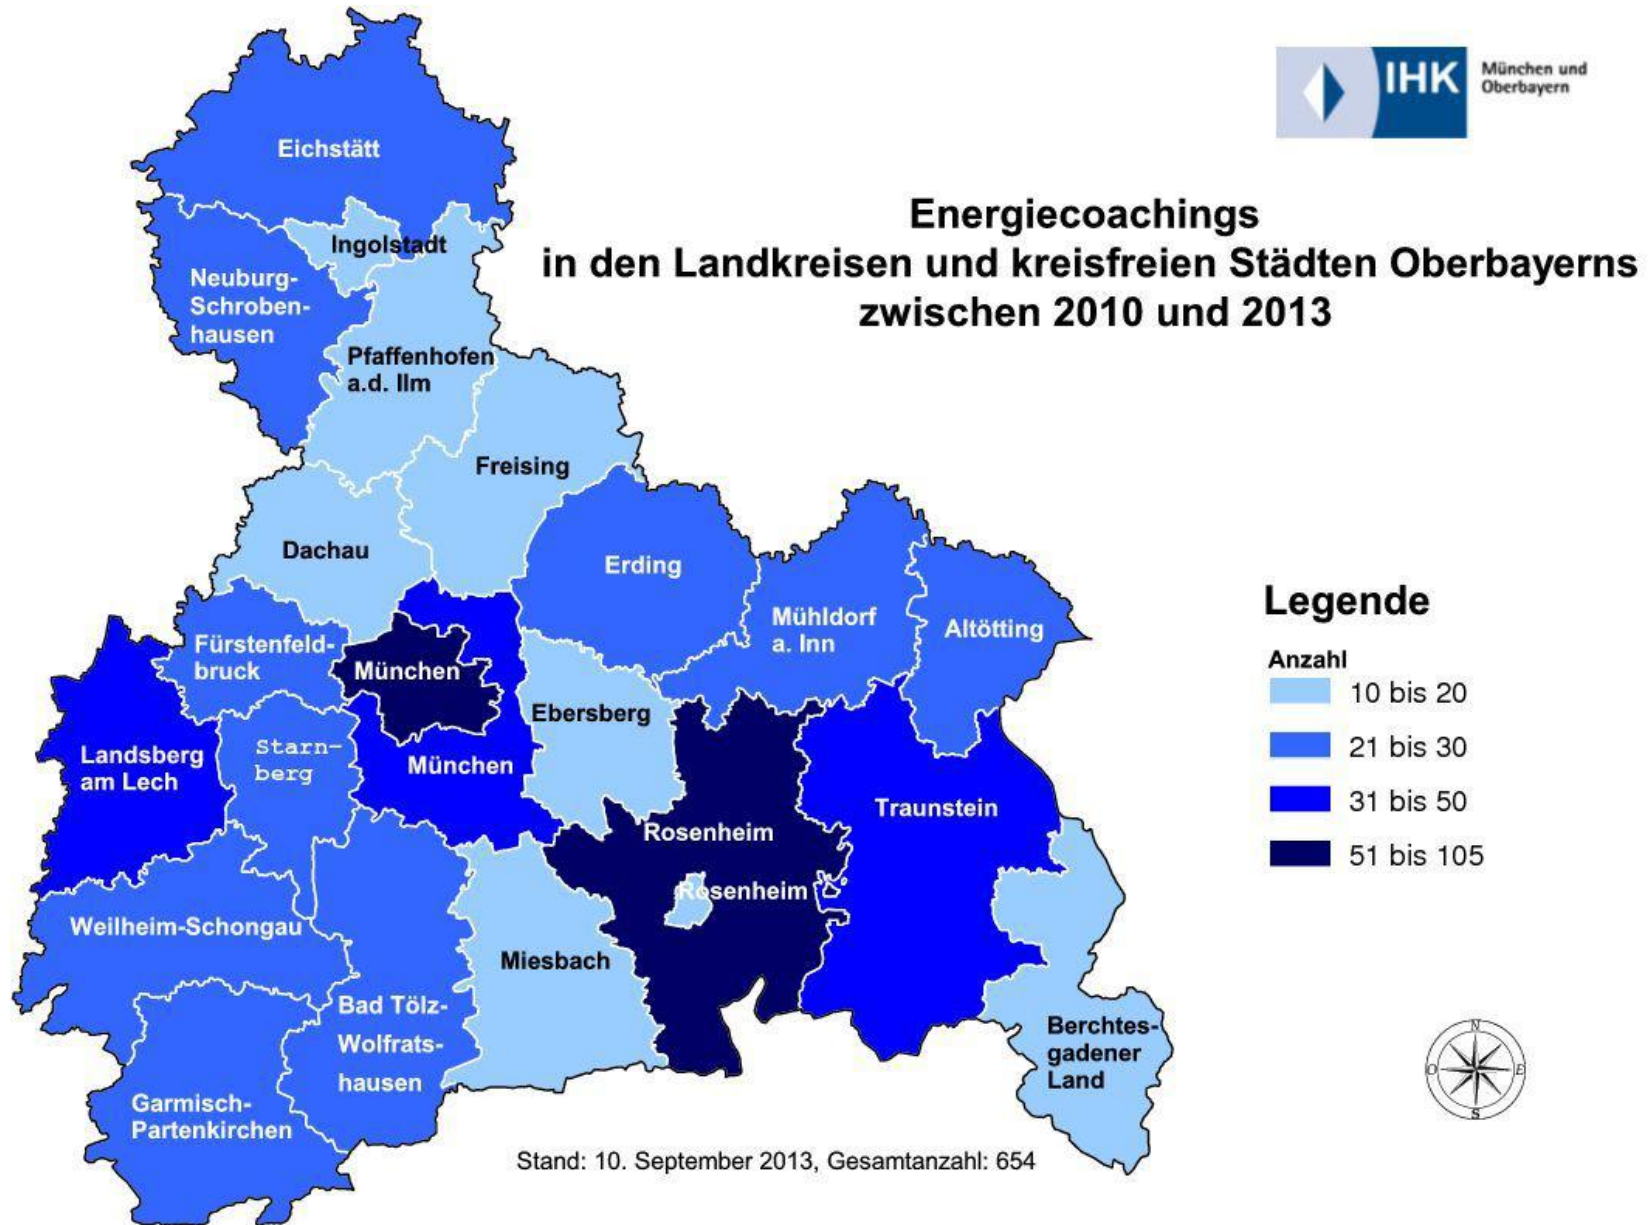 IHK
München und
Oberbayern
Energiecoachings
in den Landkreisen und kreisfreien Städten Oberbayerns
zwischen 2010 und 2013
Eichstätt
Ingolstadt
Neuburg-
Schroben-
hausen
Pfaffenhofen
a.d. Ilm
Freising
Dachau
Erding
Mühldorf
a. Inn
Altötting
Fürstenfeld-
bruck
München
Ebersberg
Landsberg
am Lech
Starn-
berg
München
Traunstein
Rosenheim
Rosenheim
Weilheim-Schongau
Miesbach
Bad Tölz-
Wolfrats-
hausen
Berchtes-
gadener
Land
Garmisch-
Partenkirchen
Legende
Anzahl
10 bis 20
21 bis 30
31 bis 50
51 bis 105
N
O
E
S
Stand: 10. September 2013, Gesamtanzahl: 654